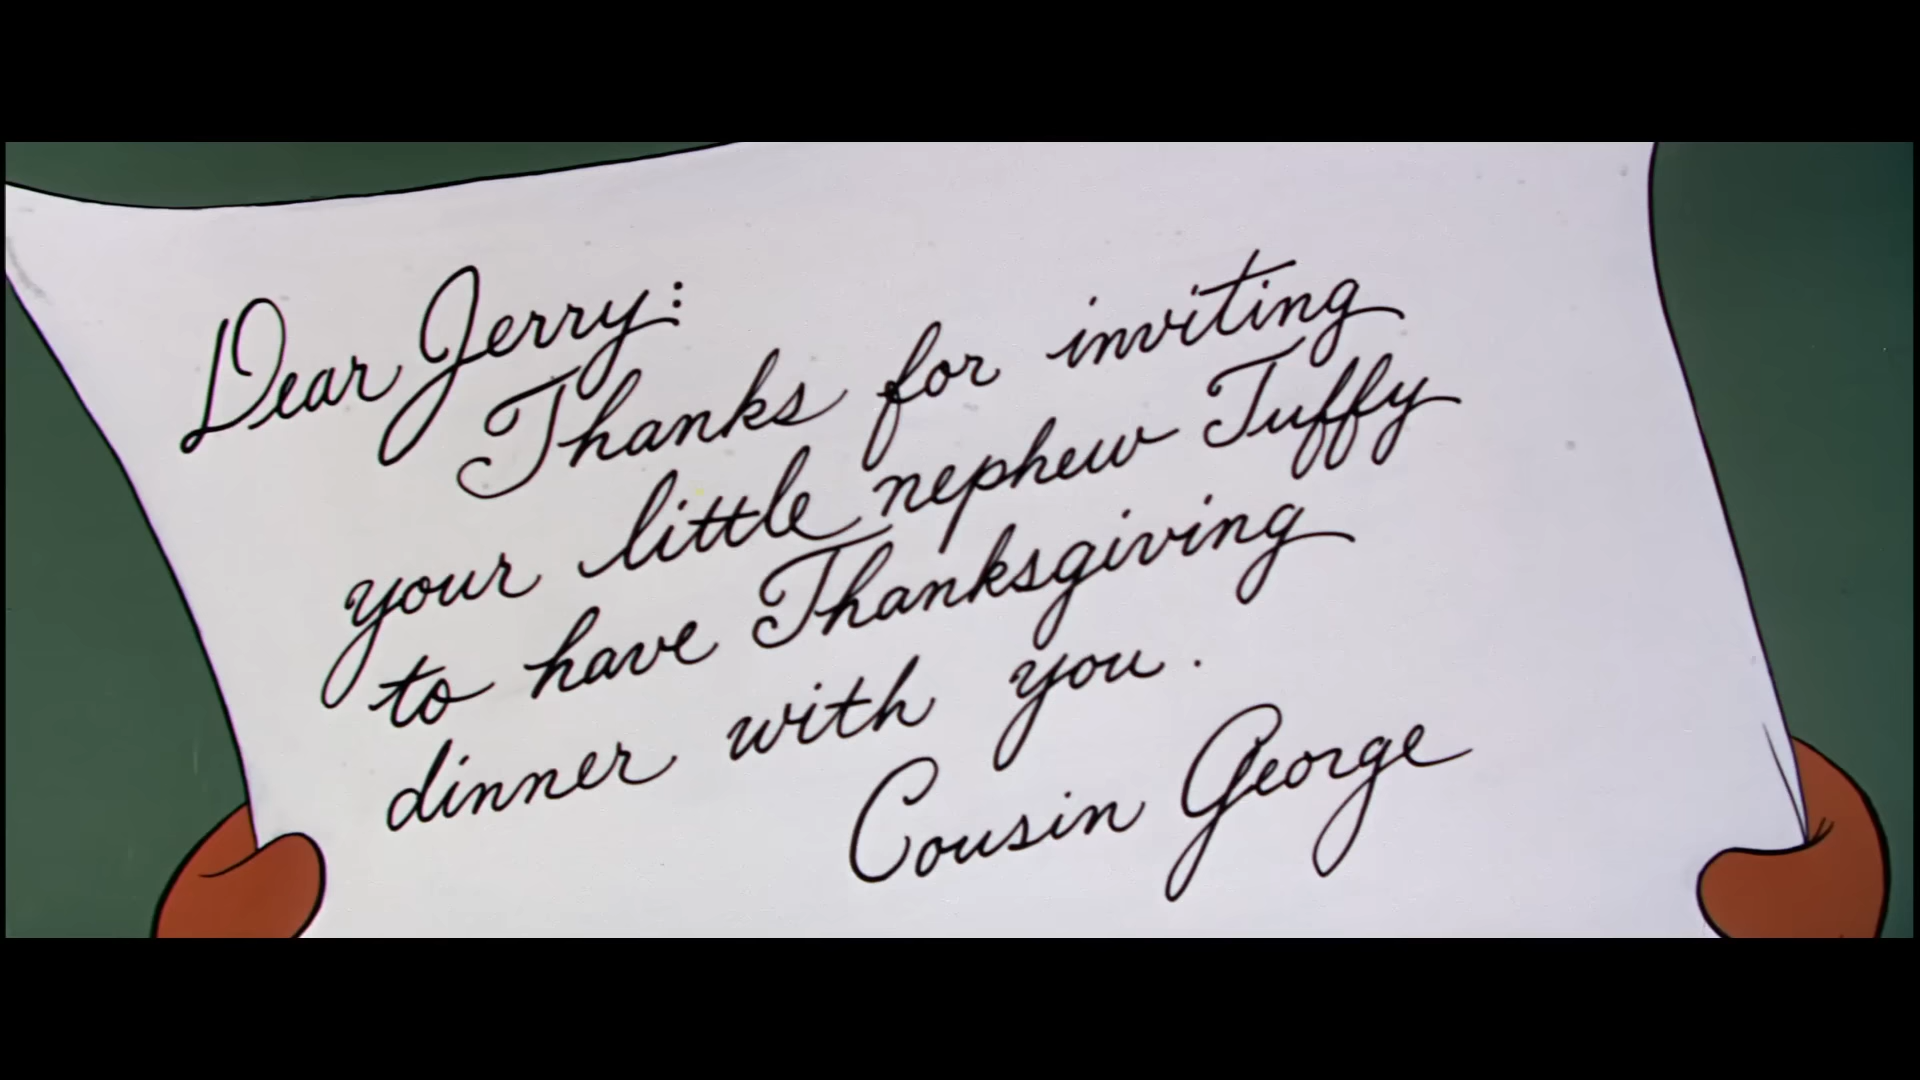 Dear Jerry:
Thanks for inviting
your little nephew Tuffy
to have Thanksgiving
dinner with you.
Cousin George